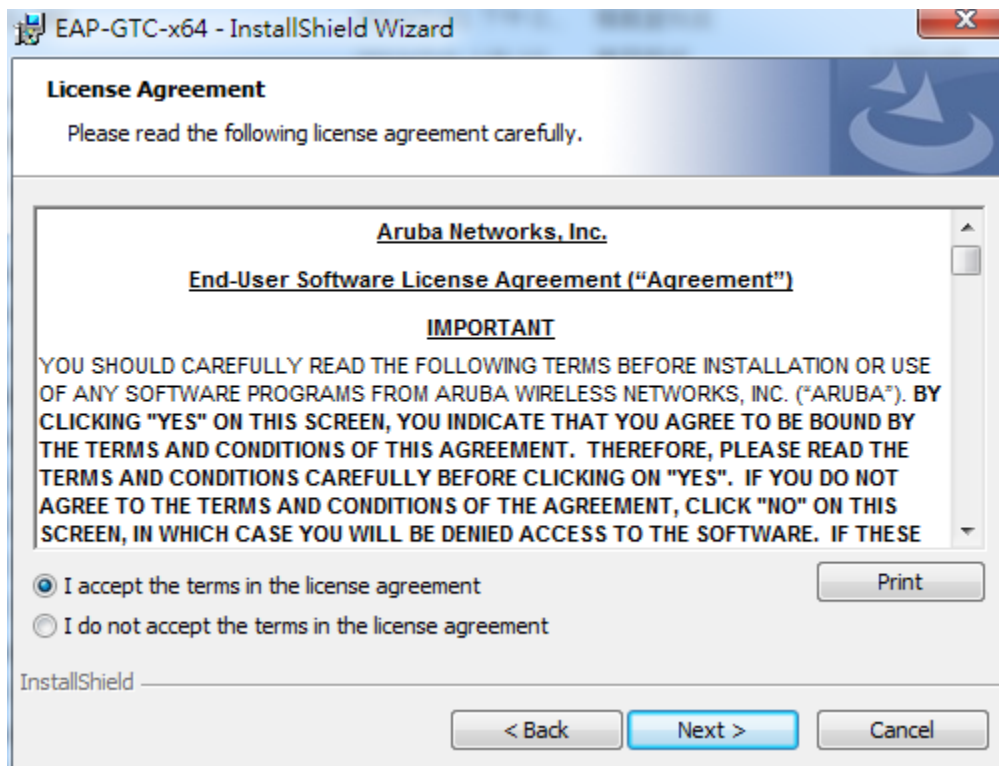 EAP-GTC-x64 - InstallShield Wizard
License Agreement
Please read the following license agreement carefully.
Aruba Networks, Inc.
End-User Software License Agreement (“Agreement”)
IMPORTANT
YOU SHOULD CAREFULLY READ THE FOLLOWING TERMS BEFORE INSTALLATION OR USE
OF ANY SOFTWARE PROGRAMS FROM ARUBA WIRELESS NETWORKS, INC. (“ARUBA”). BY
CLICKING "YES" ON THIS SCREEN, YOU INDICATE THAT YOU AGREE TO BE BOUND BY
THE TERMS AND CONDITIONS OF THIS AGREEMENT.  THEREFORE, PLEASE READ THE
TERMS AND CONDITIONS CAREFULLY BEFORE CLICKING ON "YES".  IF YOU DO NOT
AGREE TO THE TERMS AND CONDITIONS OF THE AGREEMENT, CLICK "NO" ON THIS
SCREEN, IN WHICH CASE YOU WILL BE DENIED ACCESS TO THE SOFTWARE.  IF THESE
I accept the terms in the license agreement
Print
I do not accept the terms in the license agreement
InstallShield
< Back
Next >
Cancel